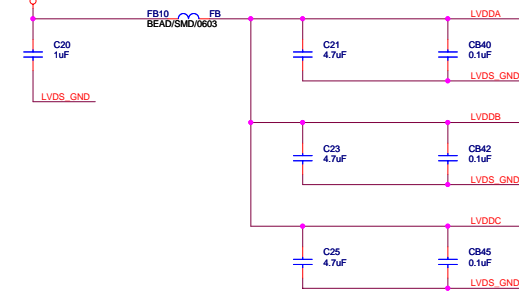 FB10 FB
BEAD/SMD/0603
LVDDA
C20
1uF
C21
4.7uF
CB40
0.1uF
LVDS_GND
LVDS_GND
LVDDB
C23
4.7uF
CB42
0.1uF
LVDS_GND
LVDDC
C25
4.7uF
CB45
0.1uF
LVDS_GND